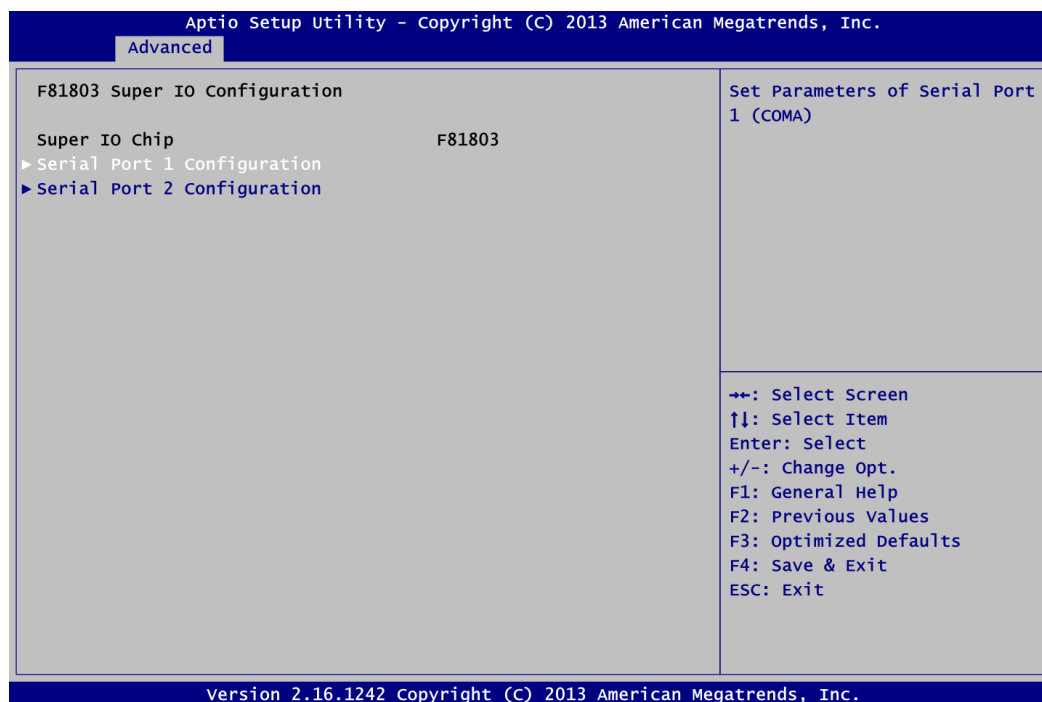 Aptio Setup Utility - Copyright (C) 2013 American Megatrends, Inc.
Advanced
F81803 Super IO Configuration
Super IO Chip F81803
▶ Serial Port 1 Configuration
▶ Serial Port 2 Configuration
Set Parameters of Serial Port
1 (COMA)
→←: Select Screen
↑↓: Select Item
Enter: Select
+/-: Change Opt.
F1: General Help
F2: Previous Values
F3: Optimized Defaults
F4: Save & Exit
ESC: Exit
Version 2.16.1242 Copyright (C) 2013 American Megatrends, Inc.